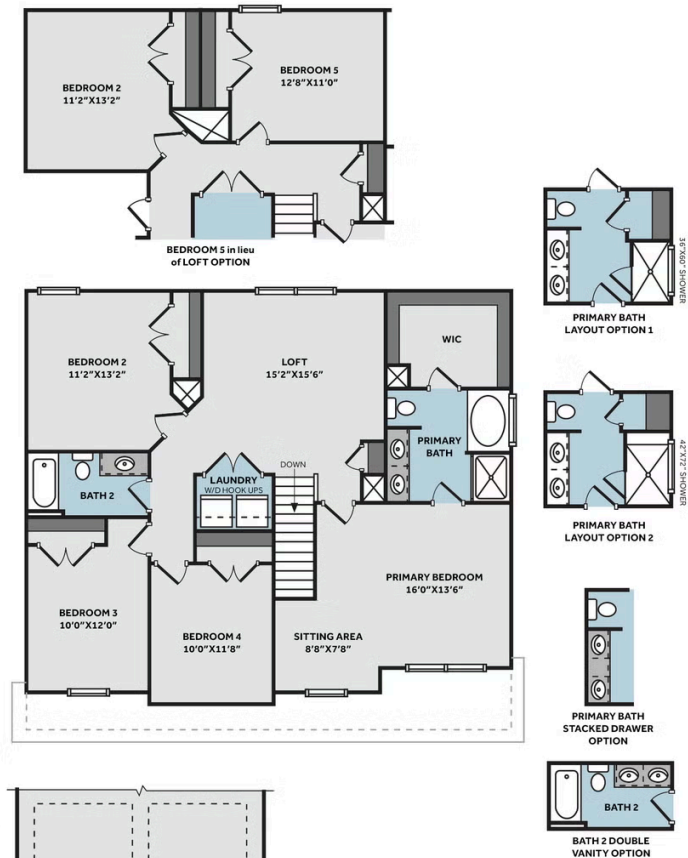 BEDROOM 2
11'2"X13'2"
BEDROOM 5
12'8"X11'0"
BEDROOM 5 in lieu
of LOFT OPTION
36"X60" SHOWER
PRIMARY BATH
LAYOUT OPTION 1
BEDROOM 2
11'2"X13'2"
LOFT
15'2"X15'6"
WIC
PRIMARY
BATH
BATH 2
LAUNDRY
W/D HOOK UPS
DOWN
42"X72" SHOWER
PRIMARY BATH
LAYOUT OPTION 2
BEDROOM 3
10'0"X12'0"
BEDROOM 4
10'0"X11'8"
SITTING AREA
8'8"X7'8"
PRIMARY BEDROOM
16'0"X13'6"
PRIMARY BATH
STACKED DRAWER
OPTION
BATH 2
BATH 2 DOUBLE
VANITY OPTION